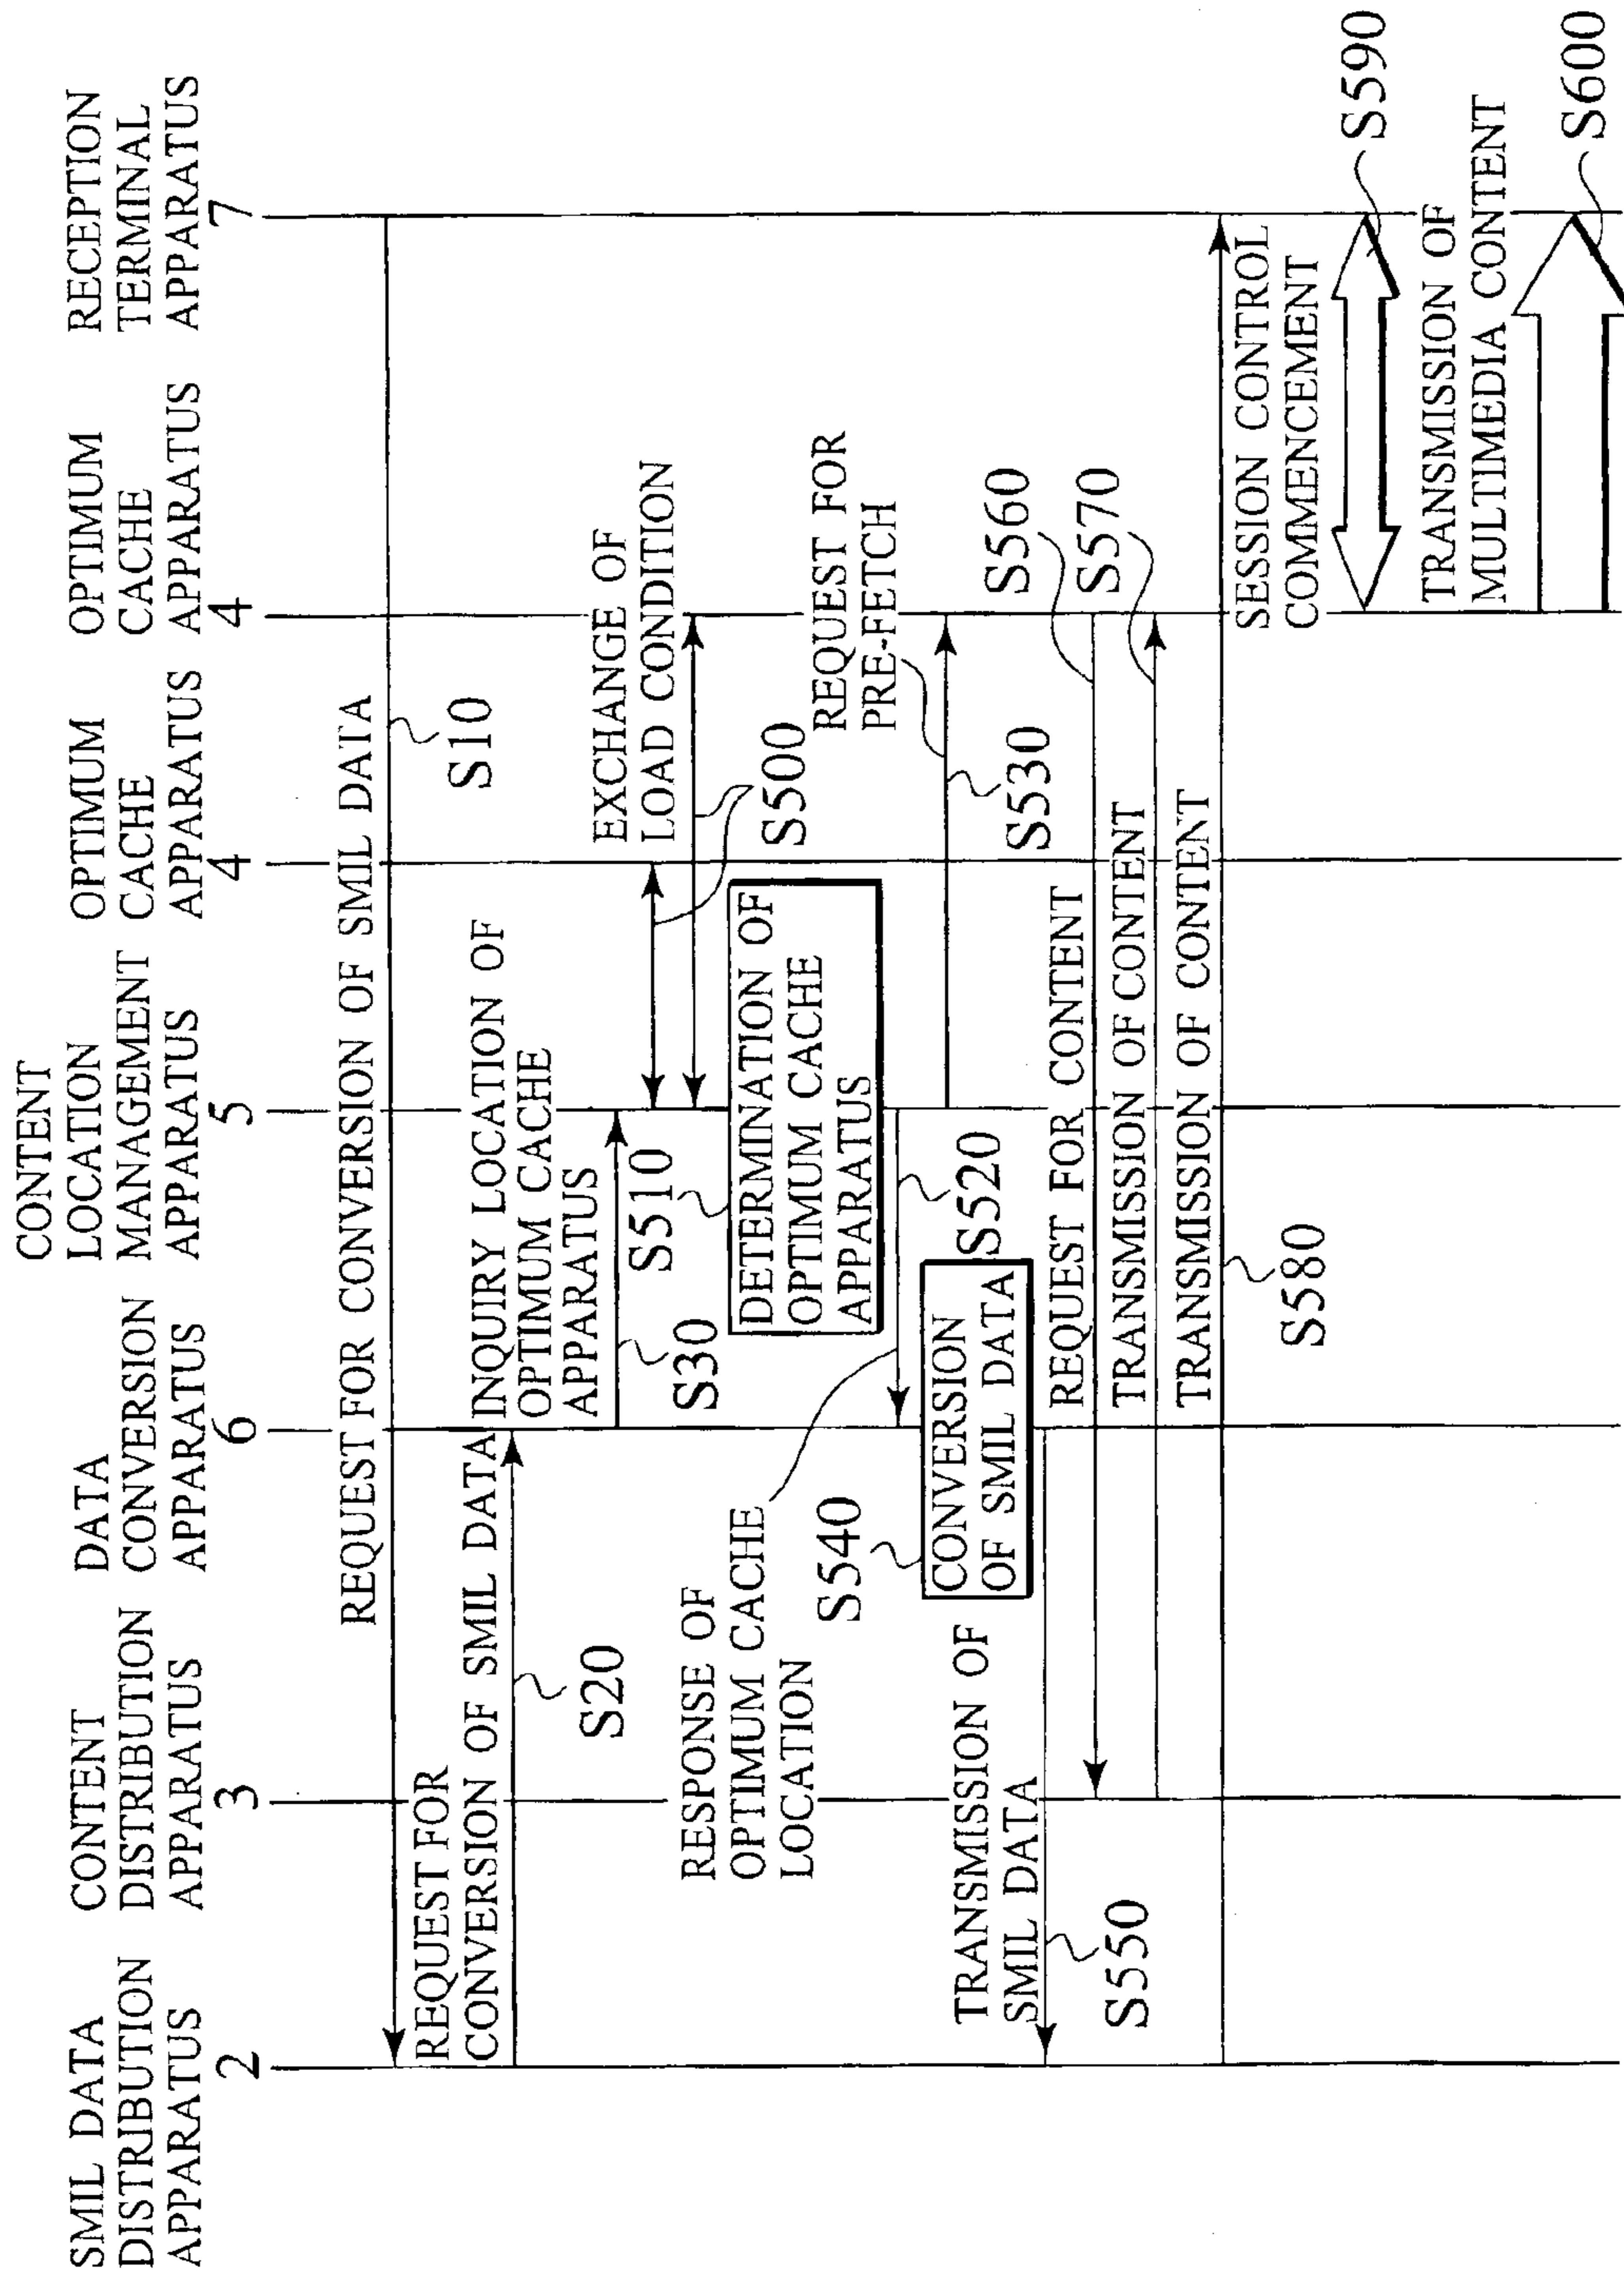 SMIL DATA
DISTRIBUTION
APPARATUS
2
CONTENT
DISTRIBUTION
APPARATUS
3
DATA
CONVERSION
APPARATUS
6
CONTENT
LOCATION
MANAGEMENT
APPARATUS
5
OPTIMUM
CACHE
APPARATUS
4
OPTIMUM
CACHE
APPARATUS
4
RECEPTION
TERMINAL
APPARATUS
7
REQUEST FOR CONVERSION OF SMIL DATA
S10
REQUEST FOR
CONVERSION OF SMIL DATA
S20
INQUIRY LOCATION OF
OPTIMUM CACHE
APPARATUS
S30
EXCHANGE OF
LOAD CONDITION
S500
S510
DETERMINATION OF
OPTIMUM CACHE
APPARATUS
RESPONSE OF
OPTIMUM CACHE
LOCATION
S520
REQUEST FOR
PRE-FETCH
S530
S540
CONVERSION
OF SMIL DATA
TRANSMISSION OF
SMIL DATA
S550
REQUEST FOR CONTENT
S560
TRANSMISSION OF CONTENT
S570
TRANSMISSION OF CONTENT
S580
SESSION CONTROL
COMMENCEMENT
S590
TRANSMISSION OF
MULTIMEDIA CONTENT
S600